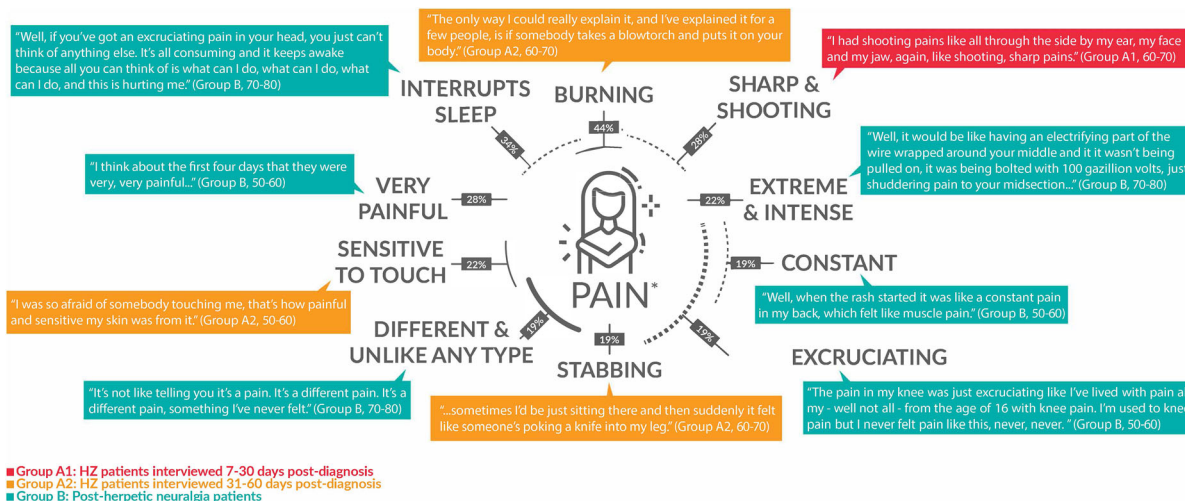 "Well, if you've got an excruciating pain in your head, you just can't
think of anything else. It's all consuming and it keeps awake
because all you can think of is what can I do, what can I do, what
can I do, and this is hurting me." (Group B, 70-80)
INTERRUPTS
SLEEP
34%
"The only way I could really explain it, and I've explained it for a
few people, is if somebody takes a blowtorch and puts it on your
body." (Group A2, 60-70)
BURNING
44%
"I had shooting pains like all through the side by my ear, my face
and my jaw, again, like shooting, sharp pains." (Group A1, 60-70)
SHARP &
SHOOTING
28%
"I think about the first four days that they were
very, very painful..." (Group B, 50-60)
VERY
PAINFUL
28%
"Well, it would be like having an electrifying part of the
wire wrapped around your middle and it it wasn't being
pulled on, it was being bolted with 100 gazillion volts, just
shuddering pain to your midsection..." (Group B, 70-80)
EXTREME
& INTENSE
22%
SENSITIVE
TO TOUCH
22%
"I was so afraid of somebody touching me, that's how painful
and sensitive my skin was from it." (Group A2, 50-60)
PAIN*
CONSTANT
19%
"Well, when the rash started it was like a constant pain
in my back, which felt like muscle pain." (Group B, 50-60)
DIFFERENT &
UNLIKE ANY TYPE
19%
"It's not like telling you it's a pain. It's a different pain. It's a
different pain, something I've never felt." (Group B, 70-80)
19%
STABBING
"...sometimes I'd be just sitting there and then suddenly it felt
like someone's poking a knife into my leg." (Group A2, 60-70)
19%
EXCRUCIATING
"The pain in my knee was just excruciating like I've lived with pain a
my - well not all - from the age of 16 with knee pain. I'm used to knee
pain but I never felt pain like this, never, never. " (Group B, 50-60)
Group A1: HZ patients interviewed 7-30 days post-diagnosis
Group A2: HZ patients interviewed 31-60 days post-diagnosis
Group B: Post-herpetic neuralgia patients